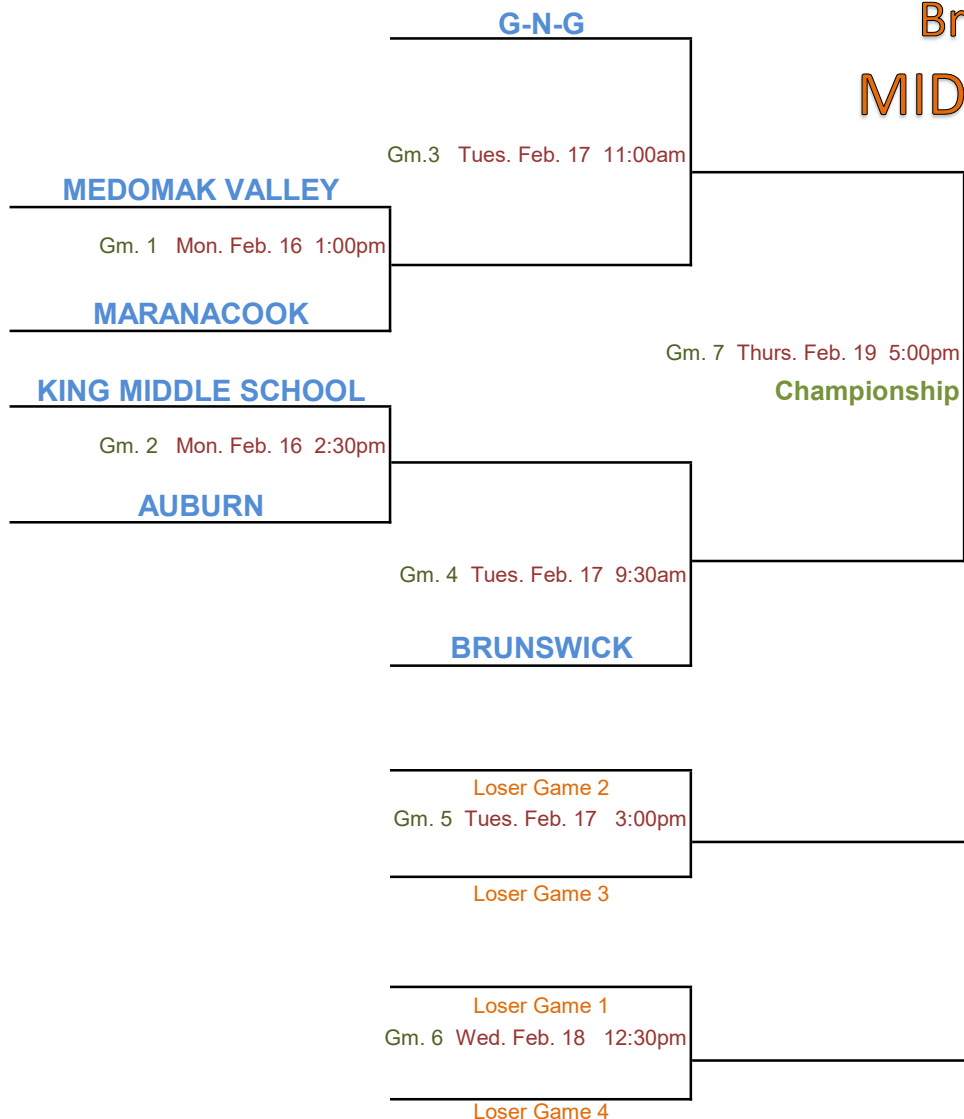 G-N-G
Br
MID
Gm.3 Tues. Feb. 17 11:00am
MEDOMAK VALLEY
Gm. 1 Mon. Feb. 16 1:00pm
MARANACOOK
Gm. 7 Thurs. Feb. 19 5:00pm
Championship
KING MIDDLE SCHOOL
Gm. 2 Mon. Feb. 16 2:30pm
AUBURN
Gm. 4 Tues. Feb. 17 9:30am
BRUNSWICK
Loser Game 2
Gm. 5 Tues. Feb. 17 3:00pm
Loser Game 3
Loser Game 1
Gm. 6 Wed. Feb. 18 12:30pm
Loser Game 4